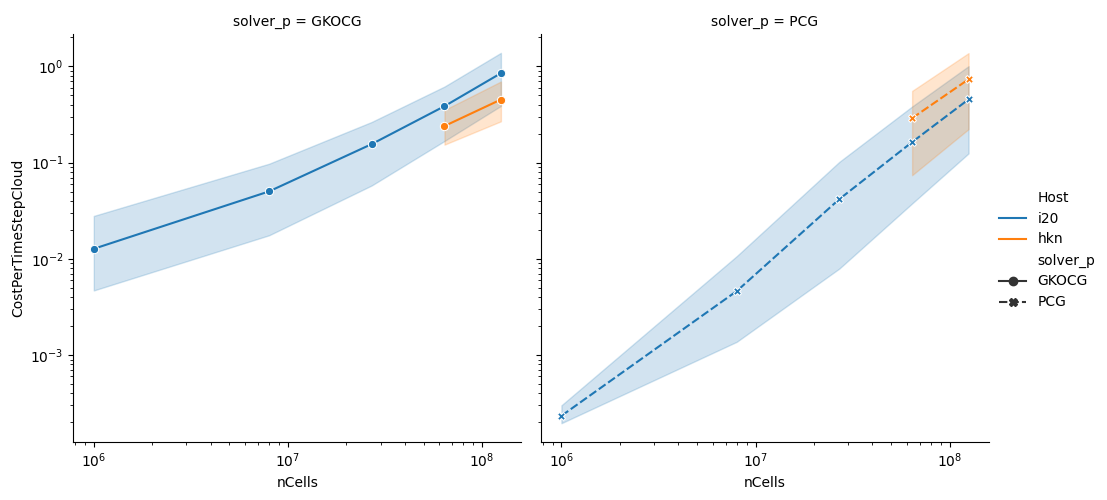 solver_p = GKOCG
solver_p = PCG
CostPerTimeStepCloud
10⁰
10⁻¹
10⁻²
10⁻³
10⁶
10⁷
10⁸
nCells
10⁶
10⁷
10⁸
nCells
Host
i20
hkn
solver_p
GKOCG
PCG